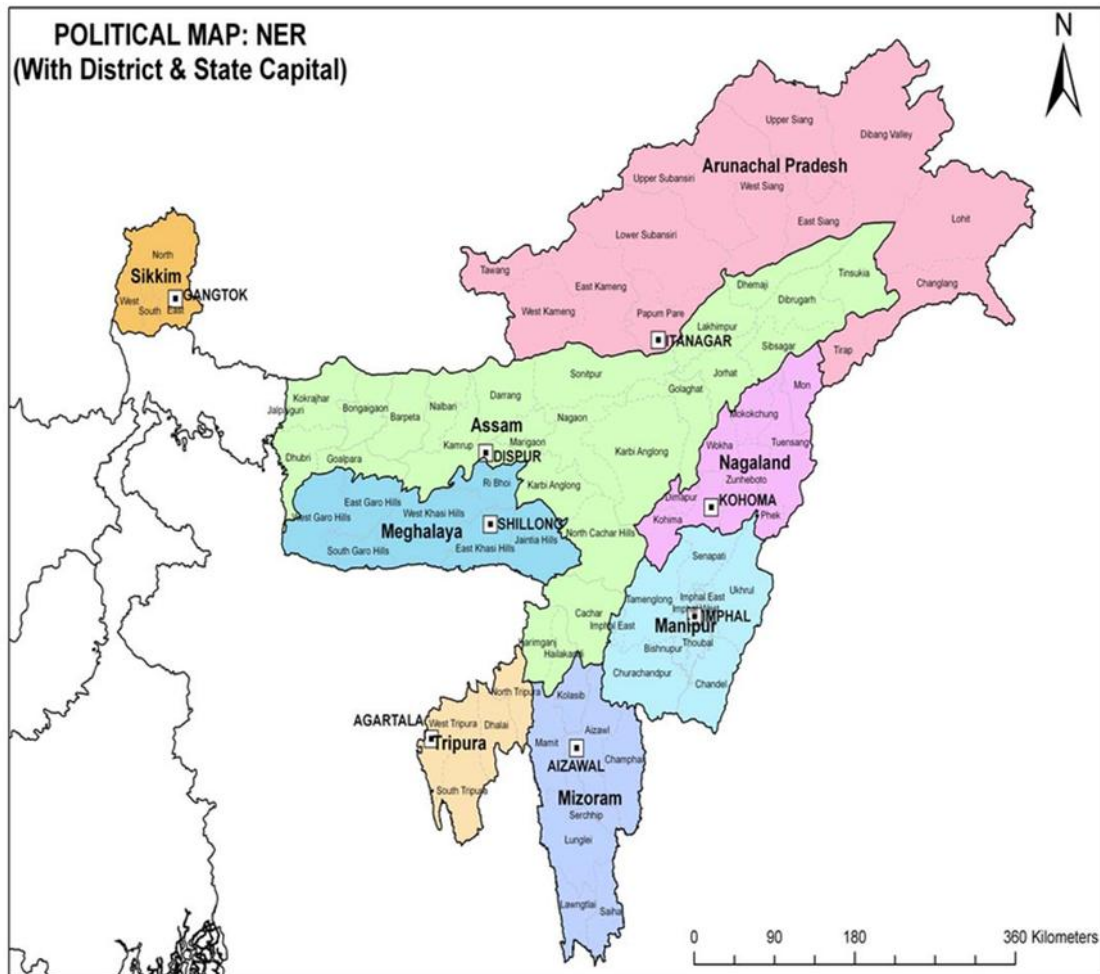 POLITICAL MAP: NER
(With District & State Capital)
N
Upper Siang
Dibang Valley
Arunachal Pradesh
Upper Subansiri
West Siang
East Siang
Lohit
Lower Subansiri
North
Sikkim
Tawang
Tinsukia
Changlang
East Kameng
Dhemaji
Dibrugarh
GANGTOK
West
South
East
West Kameng
Papum Pare
Lakhimpur
ITANAGAR
Sibsagar
Tirap
Sonitpur
Jorhat
Golaghat
Mon
Kokrajhar
Jalpaiguri
Bongaigaon
Barpeta
Nalbari
Darrang
Nagaon
Mokokchung
Assam
Kamrup
Marigaon
DISPUR
Karbi Anglong
Wokha
Tuensang
Dhubri
Goalpara
Nagaland
Zunheboto
Ri Bhoi
Karbi Anglong
East Garo Hills
Dimapur
KOHOMA
West Garo Hills
West Khasi Hills
Kohima
Phek
Meghalaya
SHILLONG
North Cachar Hills
Jaintia Hills
South Garo Hills
East Khasi Hills
Senapati
Ukhrul
Tamenglong
Imphal East
Imphal West
Cachar
Imphal East
IMPHAL
Manipur
Karimganj
Hailakandi
Bishnupur
Thoubal
Churachandpur
Chandel
North Tripura
Kolasib
AGARTALA
West Tripura
Dhalai
Tripura
Aizawl
Mamit
Champhai
AIZAWAL
South Tripura
Mizoram
Serchhip
Lunglei
Lawngtlai
Saiha
0 90 180 360 Kilometers